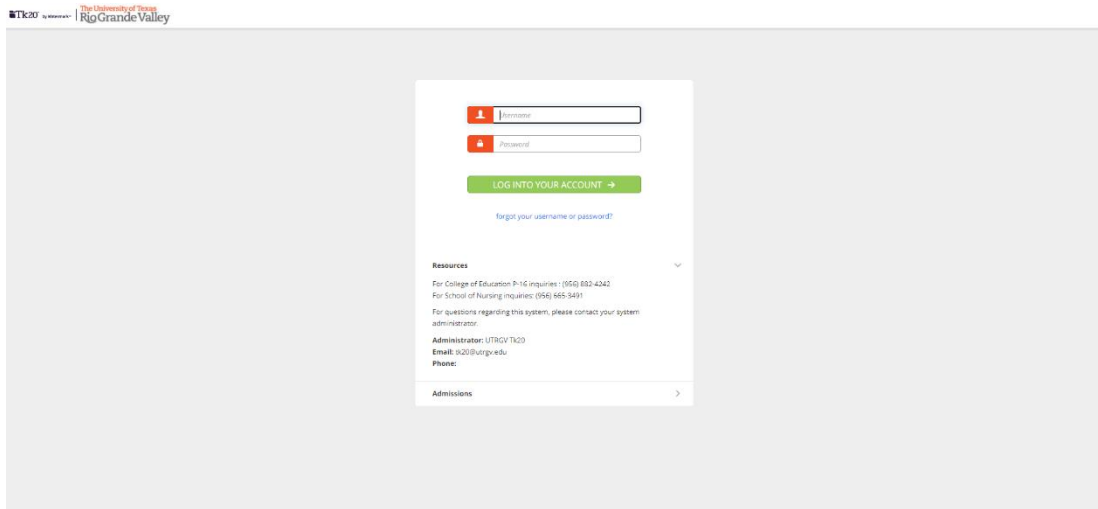 Tk20 by Watermark
The University of Texas
Rio Grande Valley
Username
Password
LOG INTO YOUR ACCOUNT →
forgot your username or password?
Resources
For College of Education P-16 inquiries : (956) 882-4242
For School of Nursing inquiries: (956) 665-3491
For questions regarding this system, please contact your system
administrator.
Administrator: UTRGV Tk20
Email: tk20@utrgv.edu
Phone:
Admissions